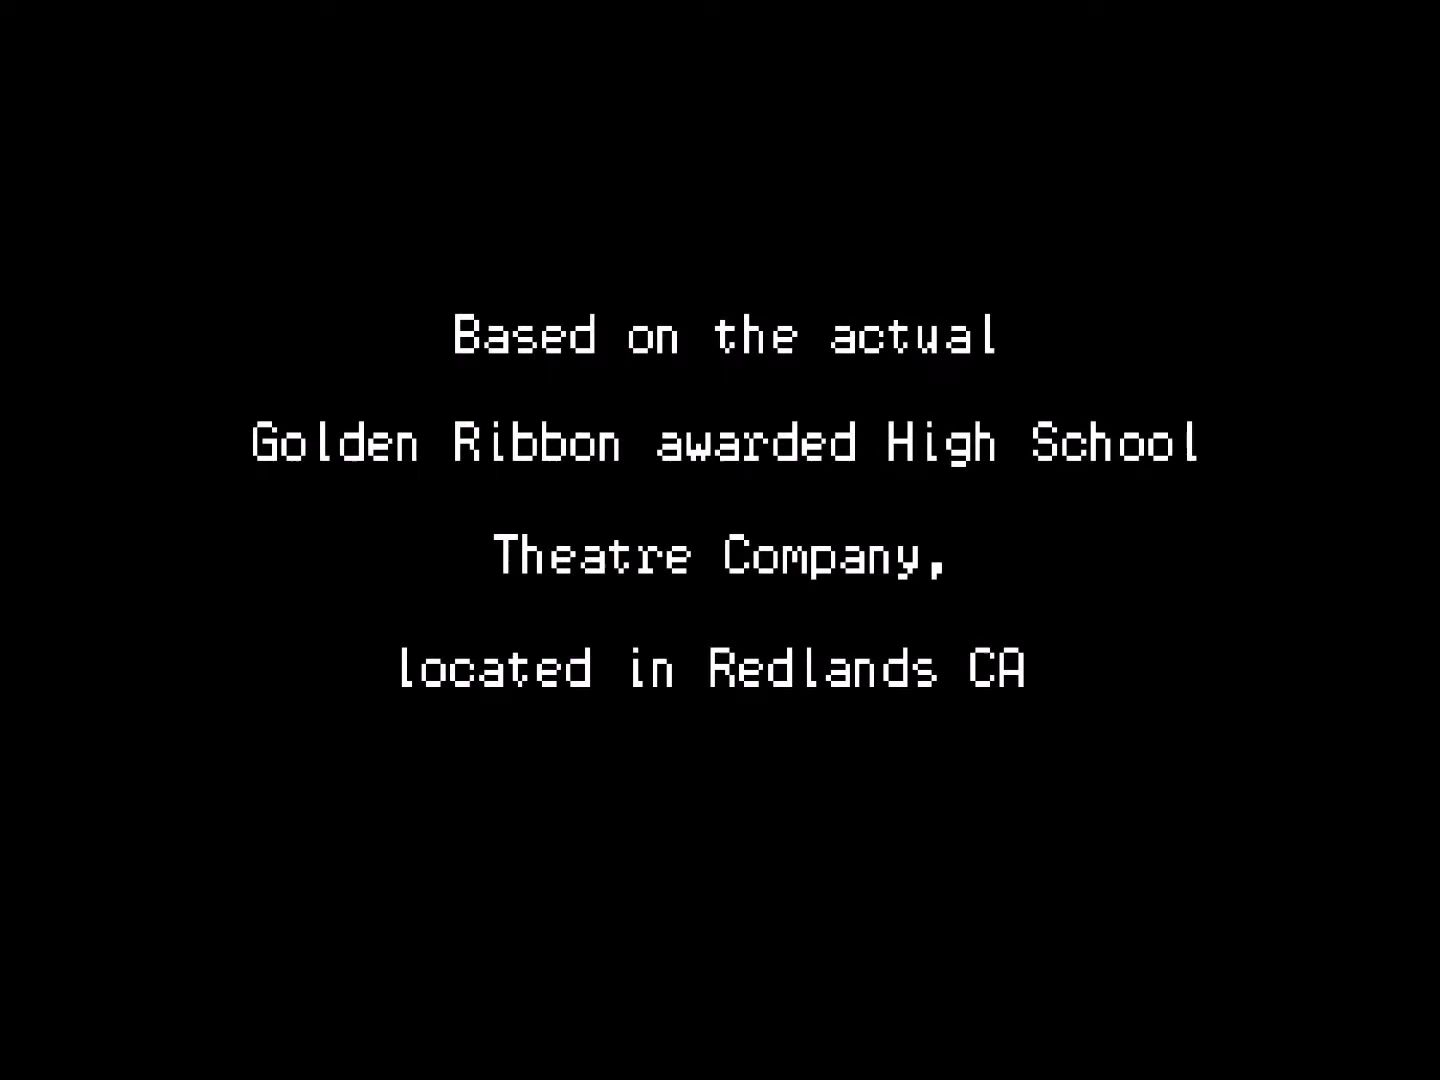 Based on the actual
Golden Ribbon awarded High School
Theatre Company,
located in Redlands CA